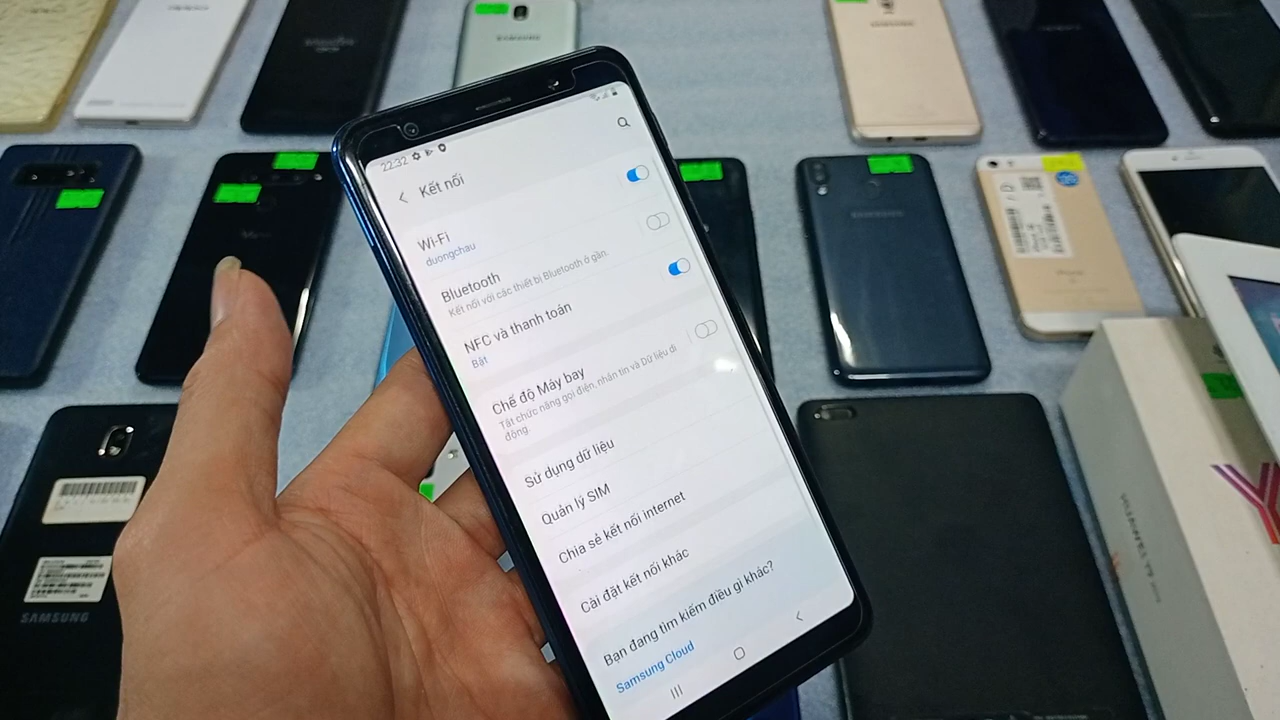 SAMSUNG
SAMSUNG
22:32
Kết nối
Wi-Fi
duongchau
Bluetooth
Kết nối với các thiết bị Bluetooth ở gần.
NFC và thanh toán
Bật
Chế độ Máy bay
Tắt chức năng gọi điện, nhắn tin và Dữ liệu di
động.
Sử dụng dữ liệu
Quản lý SIM
Chia sẻ kết nối internet
Cài đặt kết nối khác
Bạn đang tìm kiếm điều gì khác?
Samsung Cloud
SAMSUNG
SAMSUNG